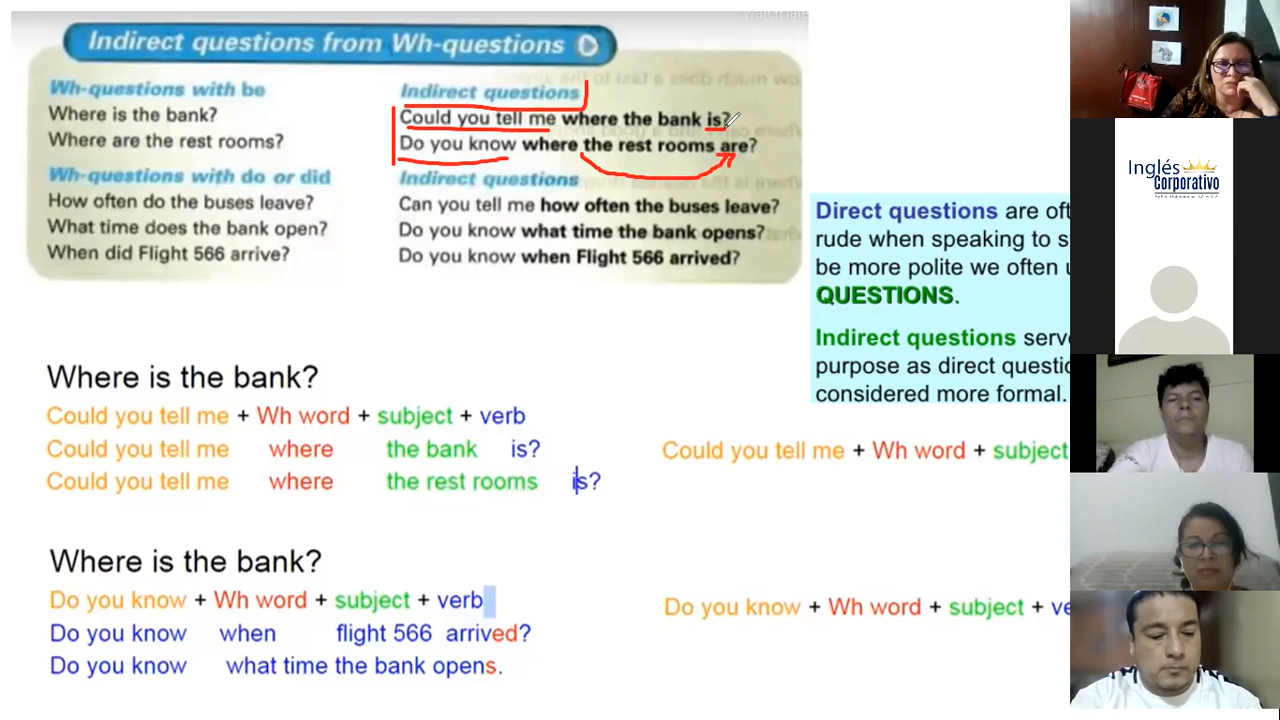 Indirect questions from Wh-questions
Wh-questions with be
Where is the bank?
Where are the rest rooms?
Wh-questions with do or did
How often do the buses leave?
What time does the bank open?
When did Flight 566 arrive?
Indirect questions
Could you tell me where the bank is?
Do you know where the rest rooms are?
Indirect questions
Can you tell me how often the buses leave?
Do you know what time the bank opens?
Do you know when Flight 566 arrived?
Direct questions are oft
rude when speaking to s
be more polite we often u
QUESTIONS.
Indirect questions serv
purpose as direct questi
considered more formal.
Where is the bank?
Could you tell me + Wh word + subject + verb
Could you tell me where the bank is?
Could you tell me where the rest rooms is?
Could you tell me + Wh word + subject
Where is the bank?
Do you know + Wh word + subject + verb
Do you know when flight 566 arrived?
Do you know what time the bank opens.
Do you know + Wh word + subject + ve
Inglés
Corporativo